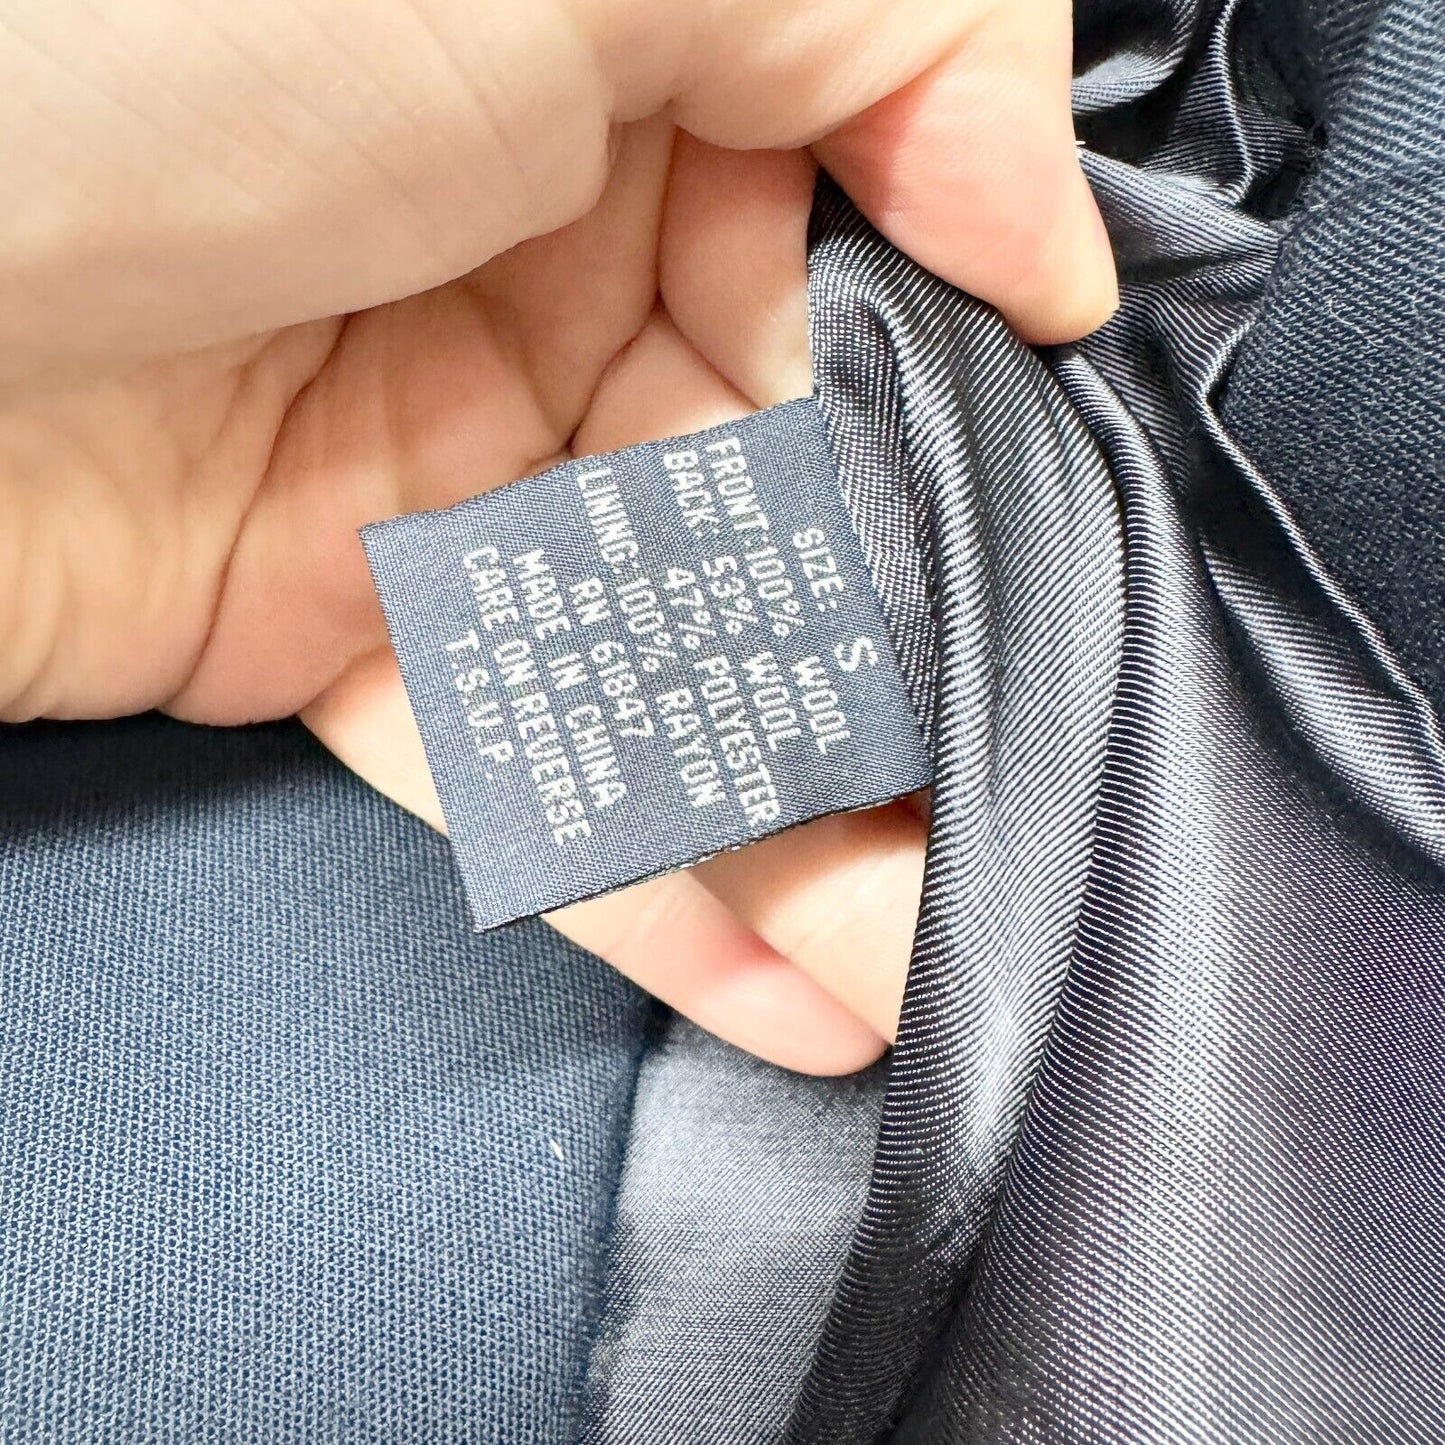 SIZE: S
FRONT: 100% WOOL
BACK: 53% WOOL
47% POLYESTER
LINING: 100% RAYON
RN 61647
MADE IN CHINA
CARE ON REVERSE
T.S.V.F.